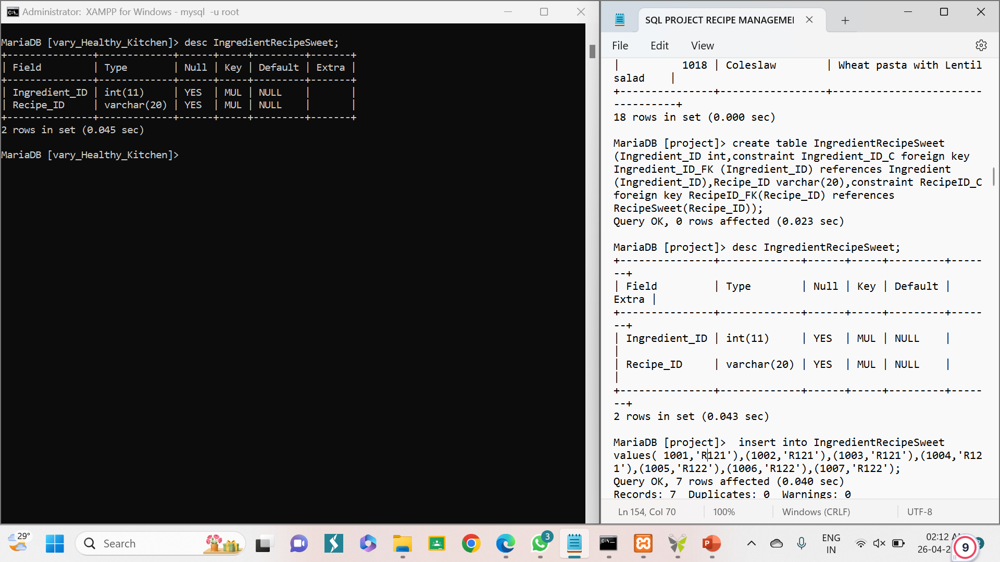 Administrator:  XAMPP for Windows - mysql  -u root
MariaDB [vary_Healthy_Kitchen]> desc IngredientRecipeSweet;
+---------------+-------------+------+-----+---------+-------+
| Field         | Type        | Null | Key | Default | Extra |
+---------------+-------------+------+-----+---------+-------+
| Ingredient_ID | int(11)     | YES  | MUL | NULL    |       |
| Recipe_ID     | varchar(20) | YES  | MUL | NULL    |       |
+---------------+-------------+------+-----+---------+-------+
2 rows in set (0.045 sec)
MariaDB [vary_Healthy_Kitchen]>
SQL PROJECT RECIPE MANAGEME
File Edit View
|          1018 | Coleslaw        | Wheat pasta with Lentil
salad    |
+---------------+-----------------+------------------------
----------+
18 rows in set (0.000 sec)
MariaDB [project]> create table IngredientRecipeSweet
(Ingredient_ID int,constraint Ingredient_ID_C foreign key
Ingredient_ID_FK (Ingredient_ID) references Ingredient
(Ingredient_ID),Recipe_ID varchar(20),constraint RecipeID_C
foreign key RecipeID_FK(Recipe_ID) references
RecipeSweet(Recipe_ID));
Query OK, 0 rows affected (0.023 sec)
MariaDB [project]> desc IngredientRecipeSweet;
+---------------+-------------+------+-----+---------+-----
--+
| Field         | Type        | Null | Key | Default |
Extra |
+---------------+-------------+------+-----+---------+-----
--+
| Ingredient_ID | int(11)     | YES  | MUL | NULL    |
|
| Recipe_ID     | varchar(20) | YES  | MUL | NULL    |
|
+---------------+-------------+------+-----+---------+-----
--+
2 rows in set (0.043 sec)
MariaDB [project]>  insert into IngredientRecipeSweet
values( 1001,'R121'),(1002,'R121'),(1003,'R121'),(1004,'R12
1'),(1005,'R122'),(1006,'R122'),(1007,'R122');
Query OK, 7 rows affected (0.040 sec)
Records: 7  Duplicates: 0  Warnings: 0
Ln 154, Col 70 100% Windows (CRLF) UTF-8
29°
Search
3
ENG
IN
02:12
26-04-2
9